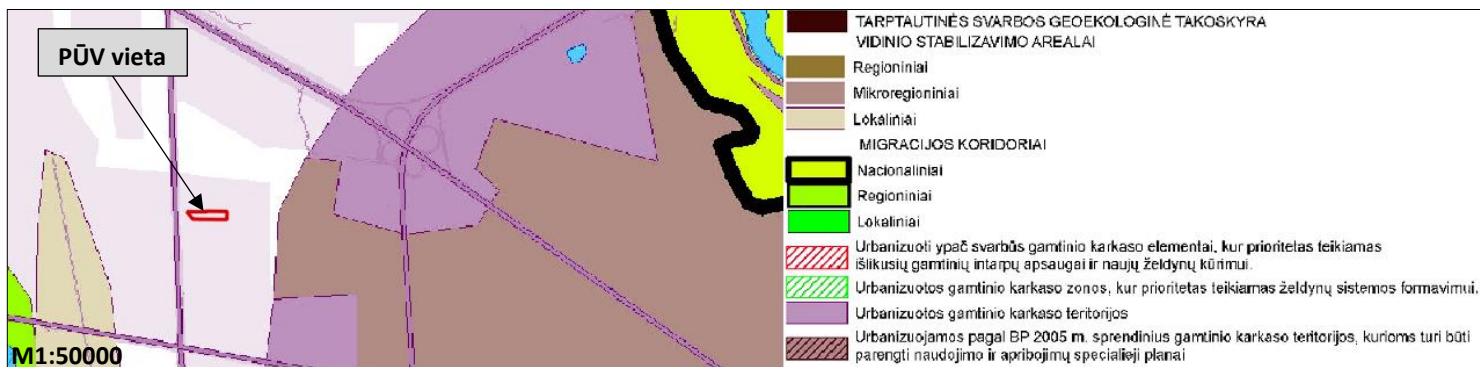 PŪV vieta
M1:50000
TARPTAUTINĖS SVARBOS GEOEKOLOGINĖ TAKOSKYRA
VIDINIO STABILIZAVIMO AREALAI
Regioniniai
Mikroregioniniai
Lokaliniai
MIGRACIJOS KORIDORIAI
Nacionaliniai
Regioniniai
Lokaliniai
Urbanizuoti ypač svarbūs gamtinio karkaso elementai, kur prioritetas teikiamas
išlikusių gamtinių intarpų apsaugai ir naujų želdynų kūrimui.
Urbanizuotos gamtinio karkaso zonos, kur prioritetas teikiamas želdynų sistemos formavimui.
Urbanizuotos gamtinio karkaso teritorijos
Urbanizuojamos pagal BP 2005 m. sprendinius gamtinio karkaso teritorijos, kurioms turi būti
parengti naudojimo ir apribojimų specialieji planai